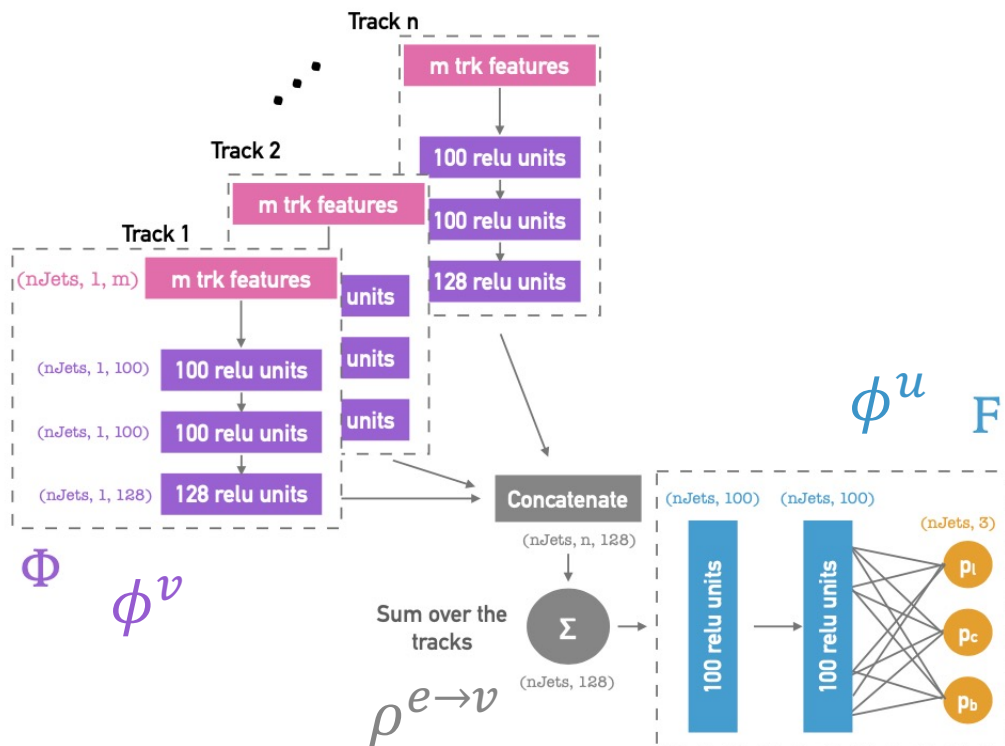 Track n
m trk features
100 relu units
100 relu units
128 relu units
Track 2
m trk features
units
units
units
Track 1
(nJets, 1, m)
m trk features
(nJets, 1, 100)
100 relu units
(nJets, 1, 100)
100 relu units
(nJets, 1, 128)
128 relu units
Φ
ϕ^v
Concatenate
(nJets, n, 128)
Sum over the
tracks
Σ
(nJets, 128)
ρ^{e→v}
ϕ^u
F
(nJets, 100)
100 relu units
(nJets, 100)
100 relu units
(nJets, 3)
p_l
p_c
p_b